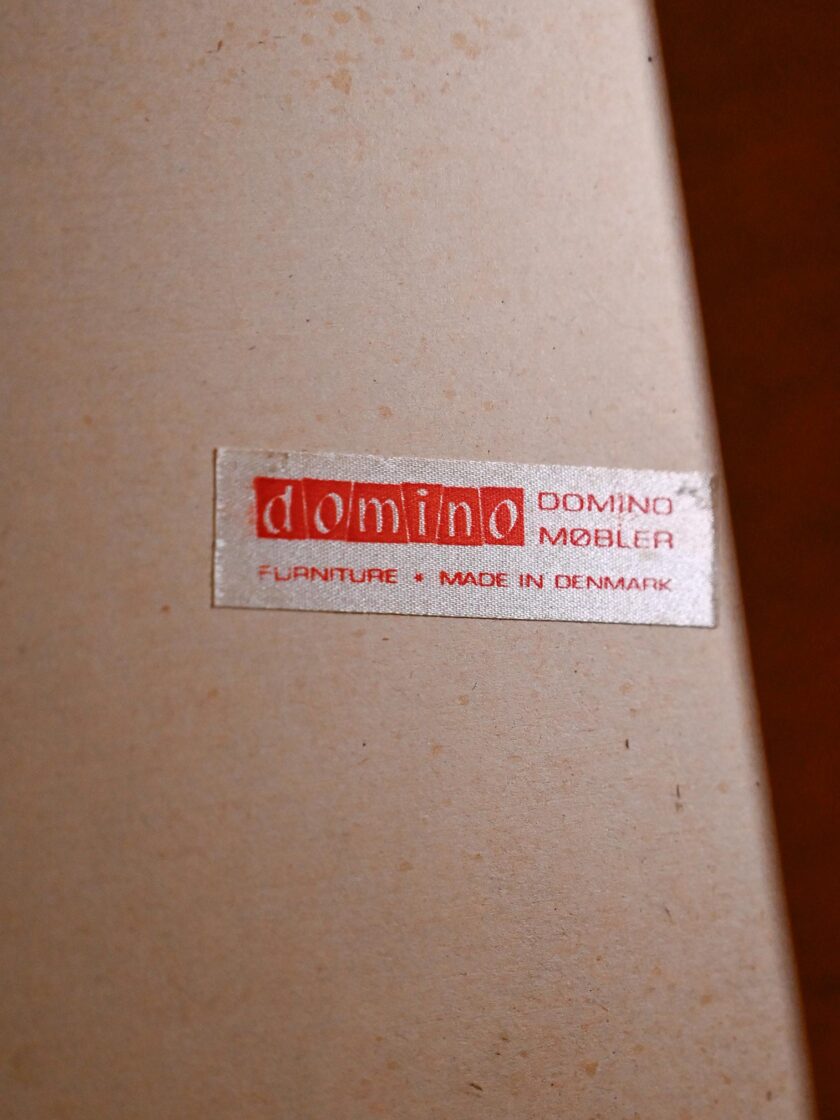 domino
DOMINO
MØBLER
FURNITURE * MADE IN DENMARK